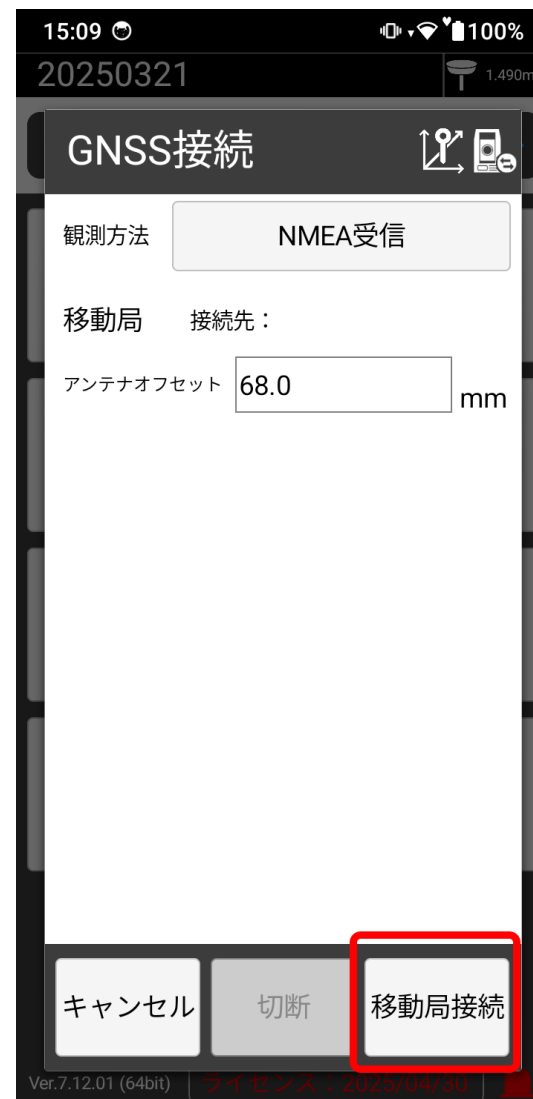 15:09 100%
20250321 1.490m
GNSS接続
観測方法 NMEA受信
移動局 接続先：
アンテナオフセット 68.0 mm
キャンセル 切断 移動局接続
Ver.7.12.01 (64bit) ライセンス：2025/04/30